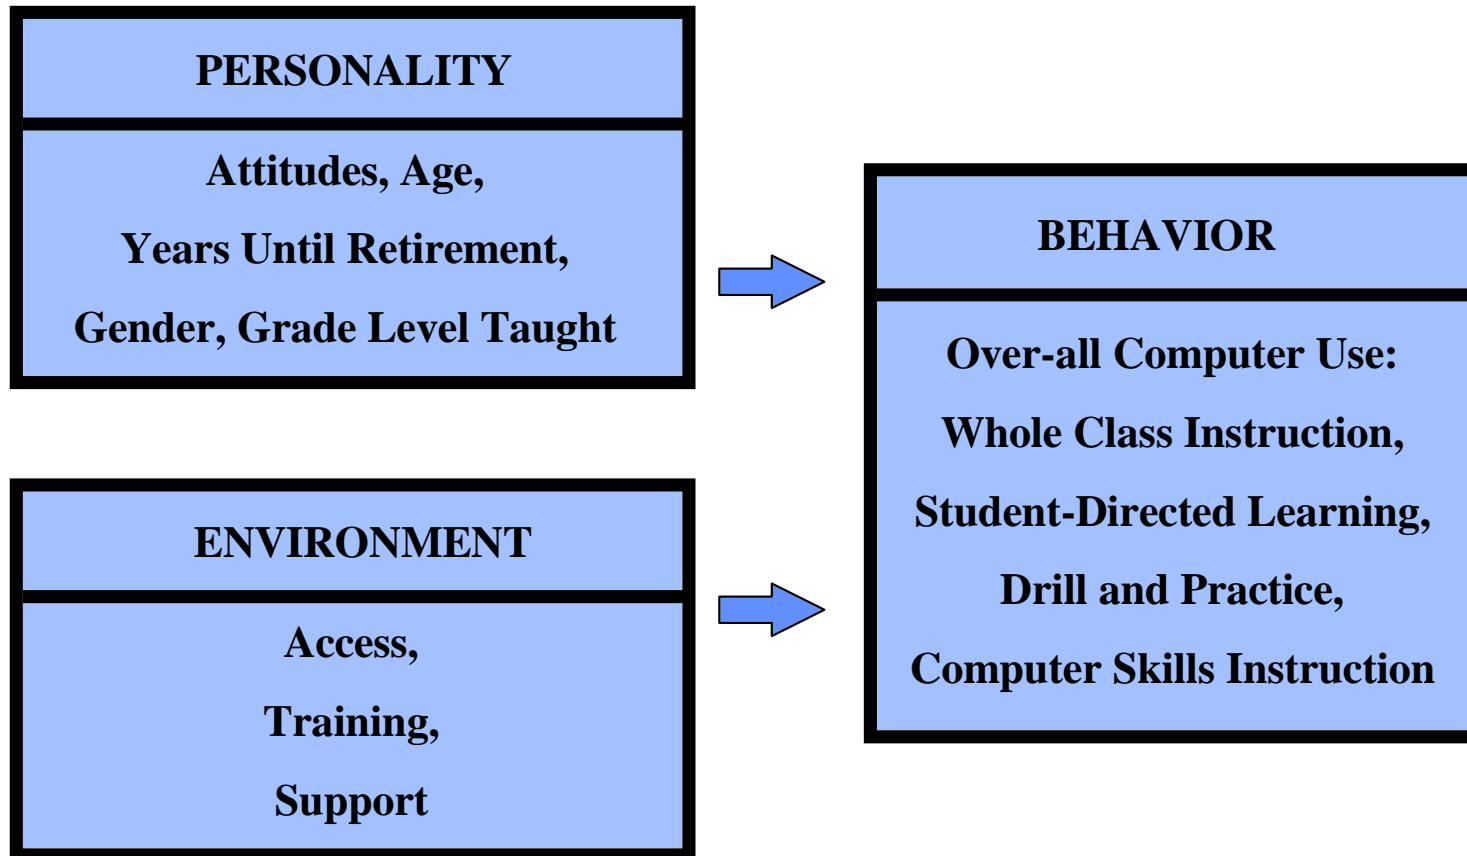 PERSONALITY
Attitudes, Age,
Years Until Retirement,
Gender, Grade Level Taught
ENVIRONMENT
Access,
Training,
Support
BEHAVIOR
Over-all Computer Use:
Whole Class Instruction,
Student-Directed Learning,
Drill and Practice,
Computer Skills Instruction